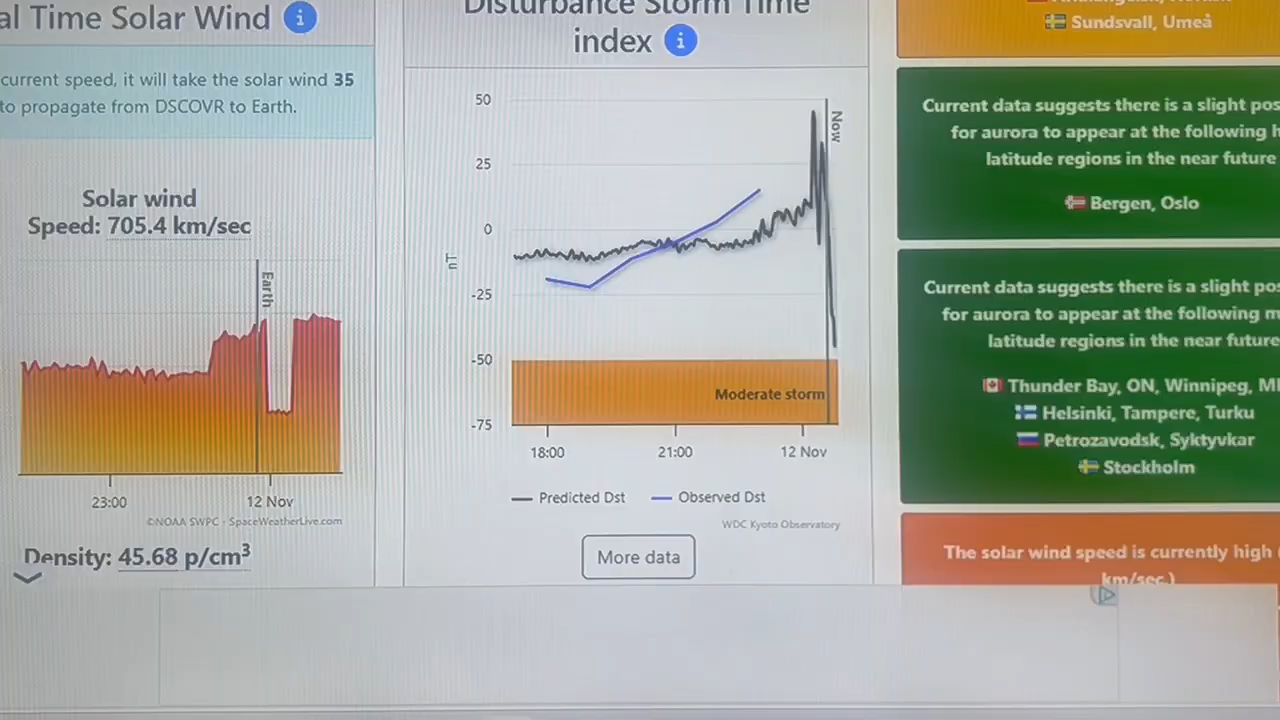 al Time Solar Wind
current speed, it will take the solar wind 35
to propagate from DSCOVR to Earth.
Solar wind
Speed: 705.4 km/sec
Earth
23:00
12 Nov
©NOAA SWPC - SpaceWeatherLive.com
Density: 45.68 p/cm³
Disturbance Storm Time
index
50
25
0
-25
-50
-75
nT
Now
Moderate storm
18:00
21:00
12 Nov
Predicted Dst
Observed Dst
WDC Kyoto Observatory
More data
Sundsvall, Umeå
Current data suggests there is a slight pos
for aurora to appear at the following h
latitude regions in the near future
Bergen, Oslo
Current data suggests there is a slight pos
for aurora to appear at the following m
latitude regions in the near future
Thunder Bay, ON, Winnipeg, M
Helsinki, Tampere, Turku
Petrozavodsk, Syktyvkar
Stockholm
The solar wind speed is currently high (
km/sec.)